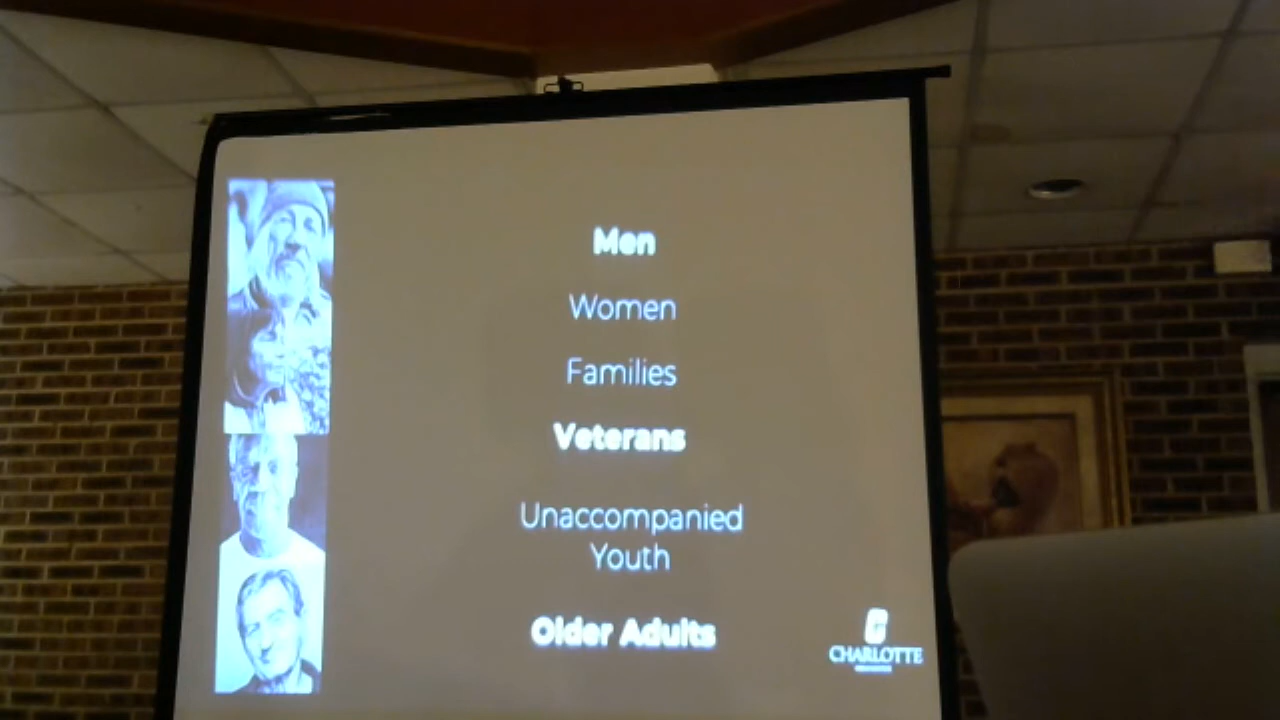 Men
Women
Families
Veterans
Unaccompanied
Youth
Older Adults
CHARLOTTE